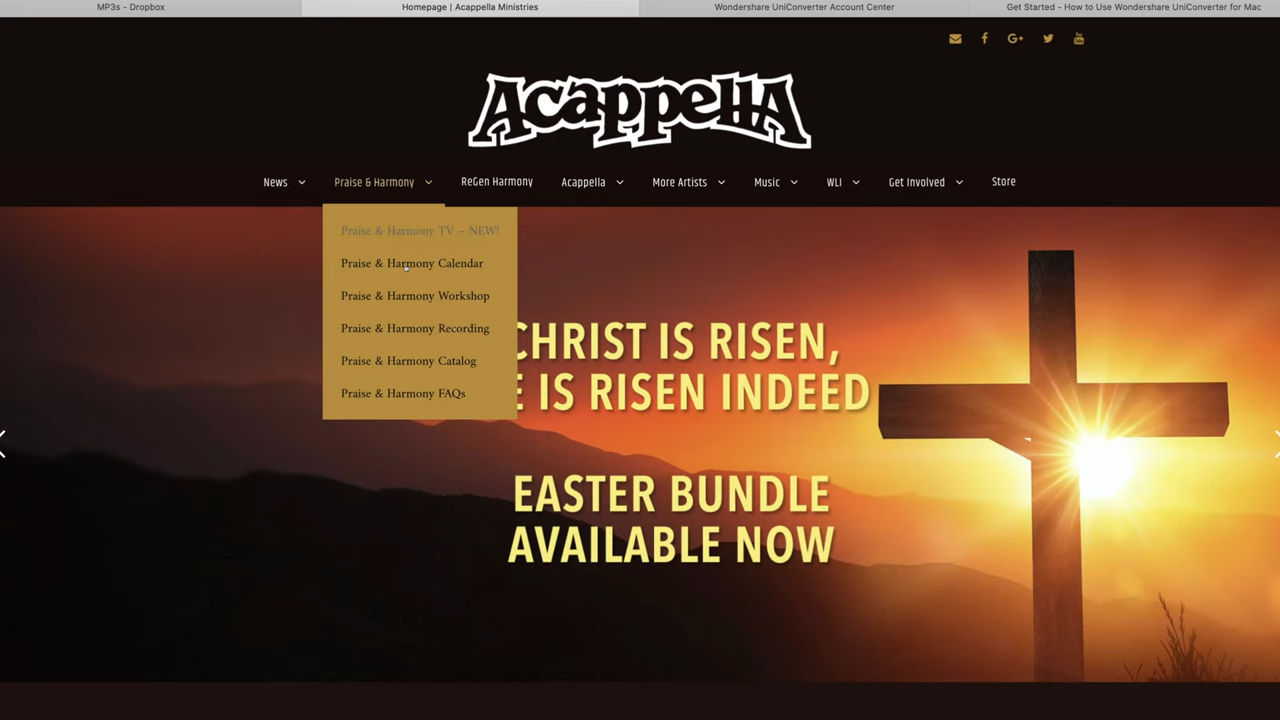 MP3s - Dropbox
Homepage | Acappella Ministries
Wondershare UniConverter Account Center
Get Started - How to Use Wondershare UniConverter for Mac
AcappellA
News
Praise & Harmony
ReGen Harmony
Acappella
More Artists
Music
WLI
Get Involved
Store
Praise & Harmony TV – NEW!
Praise & Harmony Calendar
Praise & Harmony Workshop
Praise & Harmony Recording
Praise & Harmony Catalog
Praise & Harmony FAQs
CHRIST IS RISEN,
E IS RISEN INDEED
EASTER BUNDLE
AVAILABLE NOW